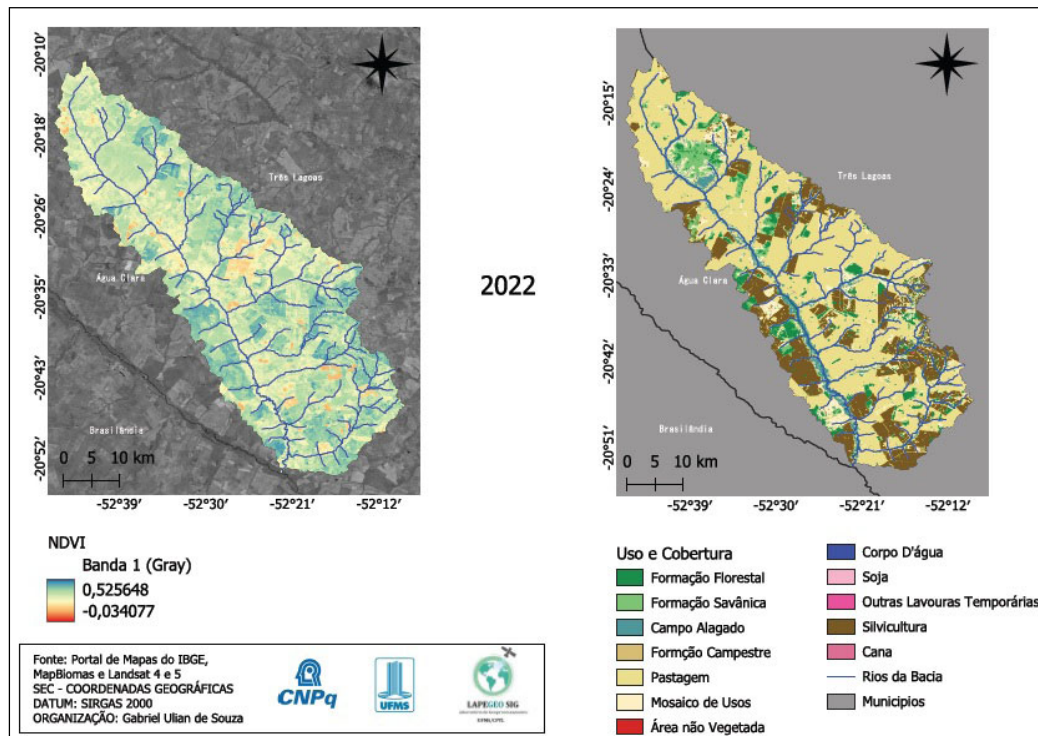 -20°10'
-20°18'
-20°26'
-20°35'
-20°43'
-20°52'
Três Lagoas
Água Clara
Brasilândia
0 5 10 km
-52°39' -52°30' -52°21' -52°12'
2022
-20°15'
-20°24'
-20°33'
-20°42'
-20°51'
Três Lagoas
Água Clara
Brasilândia
0 5 10 km
-52°39' -52°30' -52°21' -52°12'
NDVI
Banda 1 (Gray)
0,525648
-0,034077
Uso e Cobertura
Formação Florestal
Formação Savânica
Campo Alagado
Formção Campestre
Pastagem
Mosaico de Usos
Área não Vegetada
Corpo D'água
Soja
Outras Lavouras Temporárias
Silvicultura
Cana
Rios da Bacia
Municipios
Fonte: Portal de Mapas do IBGE,
MapBiomas e Landsat 4 e 5
SEC - COORDENADAS GEOGRÁFICAS
DATUM: SIRGAS 2000
ORGANIZAÇÃO: Gabriel Ulian de Souza
CNPq
UFMS
LAPEGEO SIG